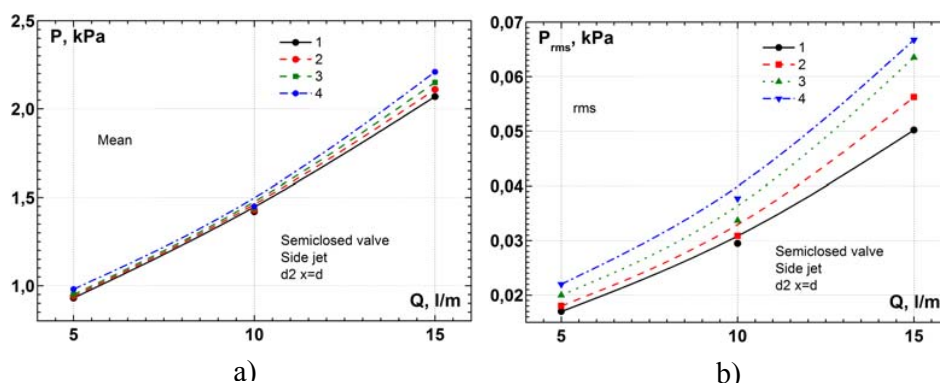 2,5
P, kPa
1
2
3
4
2,0
Mean
1,5
Semiclosed valve
Side jet
d2 x=d
1,0
Q, l/m
5
10
15
a)
0,07
P rms, kPa
1
2
3
4
0,06
rms
0,05
0,04
Semiclosed valve
Side jet
d2 x=d
0,03
0,02
Q, l/m
5
10
15
b)